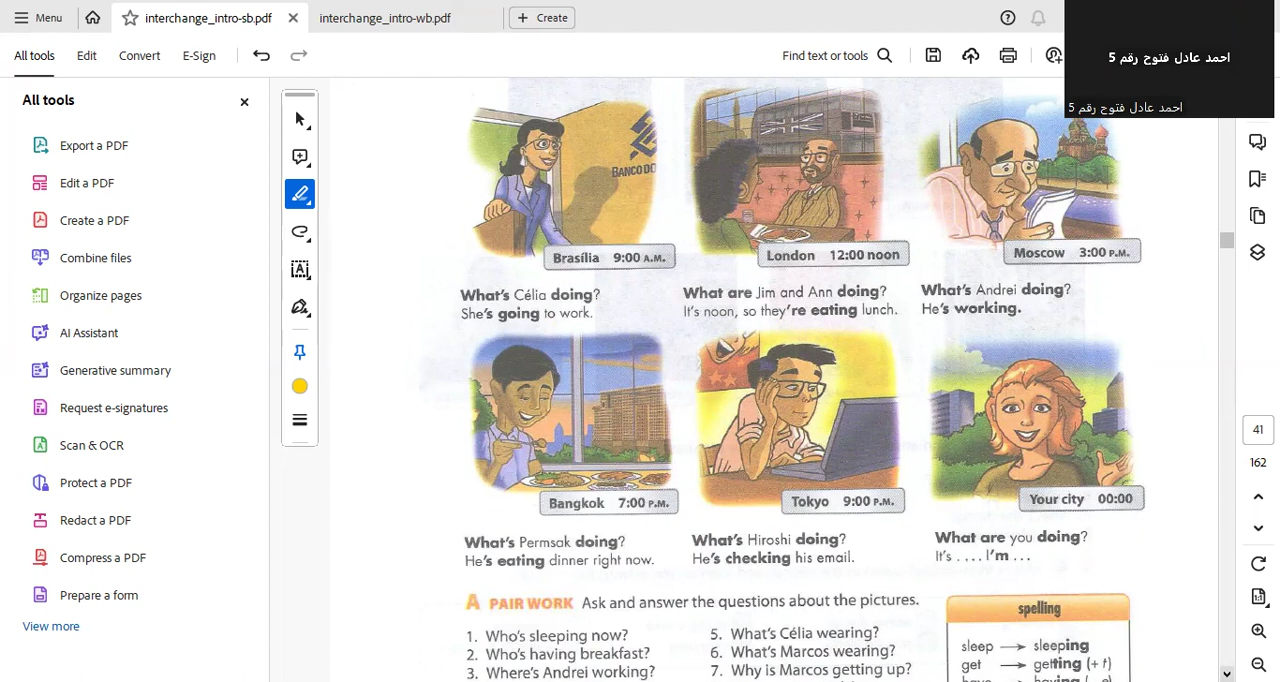 Menu
interchange_intro-sb.pdf
interchange_intro-wb.pdf
Create
All tools
Edit
Convert
E-Sign
Find text or tools
احمد عادل فتوح رقم 5
احمد عادل فتوح رقم 5
All tools
Export a PDF
Edit a PDF
Create a PDF
Combine files
Organize pages
AI Assistant
Generative summary
Request e-signatures
Scan & OCR
Protect a PDF
Redact a PDF
Compress a PDF
Prepare a form
View more
BANCO DO
Brasília 9:00 A.M.
London 12:00 noon
Moscow 3:00 P.M.
What's Célia doing?
She's going to work.
What are Jim and Ann doing?
It's noon, so they're eating lunch.
What's Andrei doing?
He's working.
Bangkok 7:00 P.M.
Tokyo 9:00 P.M.
Your city 00:00
What's Permsak doing?
He's eating dinner right now.
What's Hiroshi doing?
He's checking his email.
What are you doing?
It's . . . . I'm . . .
A PAIR WORK Ask and answer the questions about the pictures.
1. Who's sleeping now?
2. Who's having breakfast?
3. Where's Andrei working?
5. What's Célia wearing?
6. What's Marcos wearing?
7. Why is Marcos getting up?
spelling
sleep → sleeping
get → getting (+ t)
41
162